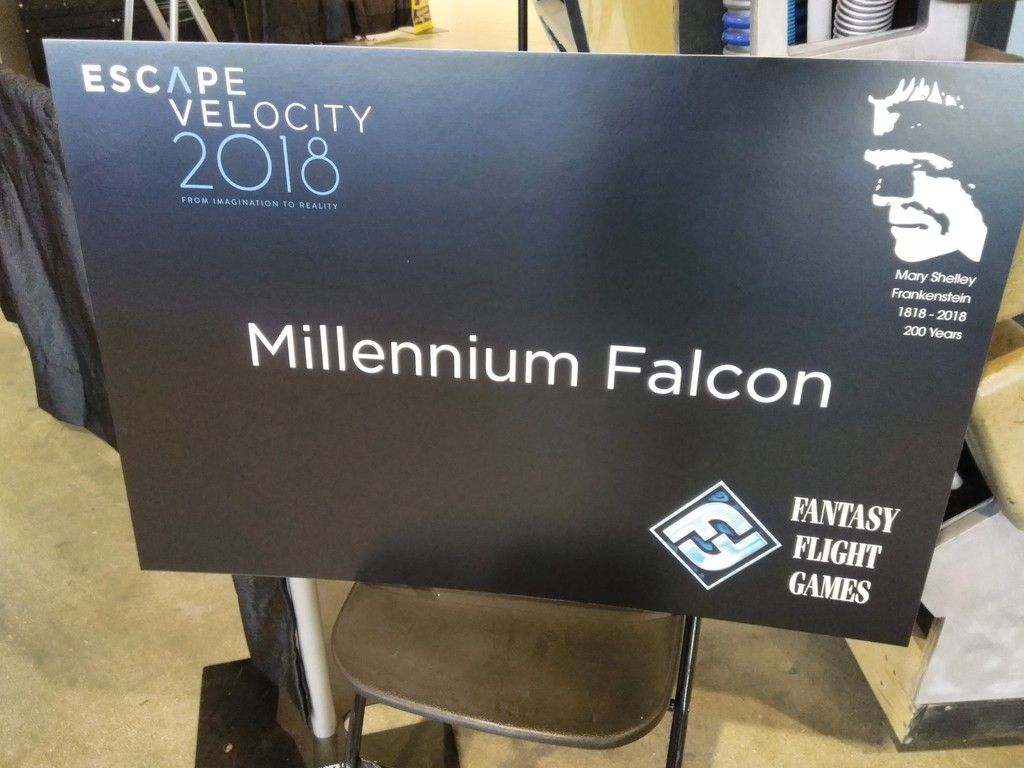 ESCAPE
VELOCITY
2018
FROM IMAGINATION TO REALITY
Mary Shelley
Frankenstein
1818 - 2018
200 Years
Millennium Falcon
FANTASY
FLIGHT
GAMES